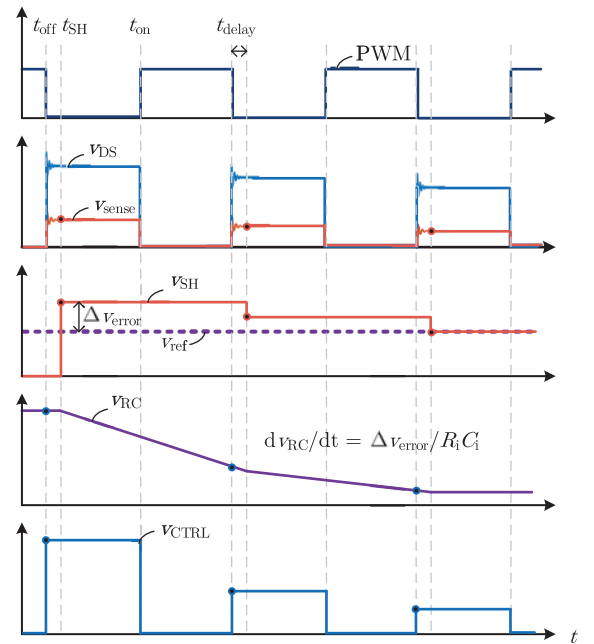 t_off t_SH t_on t_delay
PWM
v_DS
v_sense
v_SH
Δv_error
v_ref
v_RC
dv_RC/dt = Δv_error/R_iC_i
v_CTRL
t